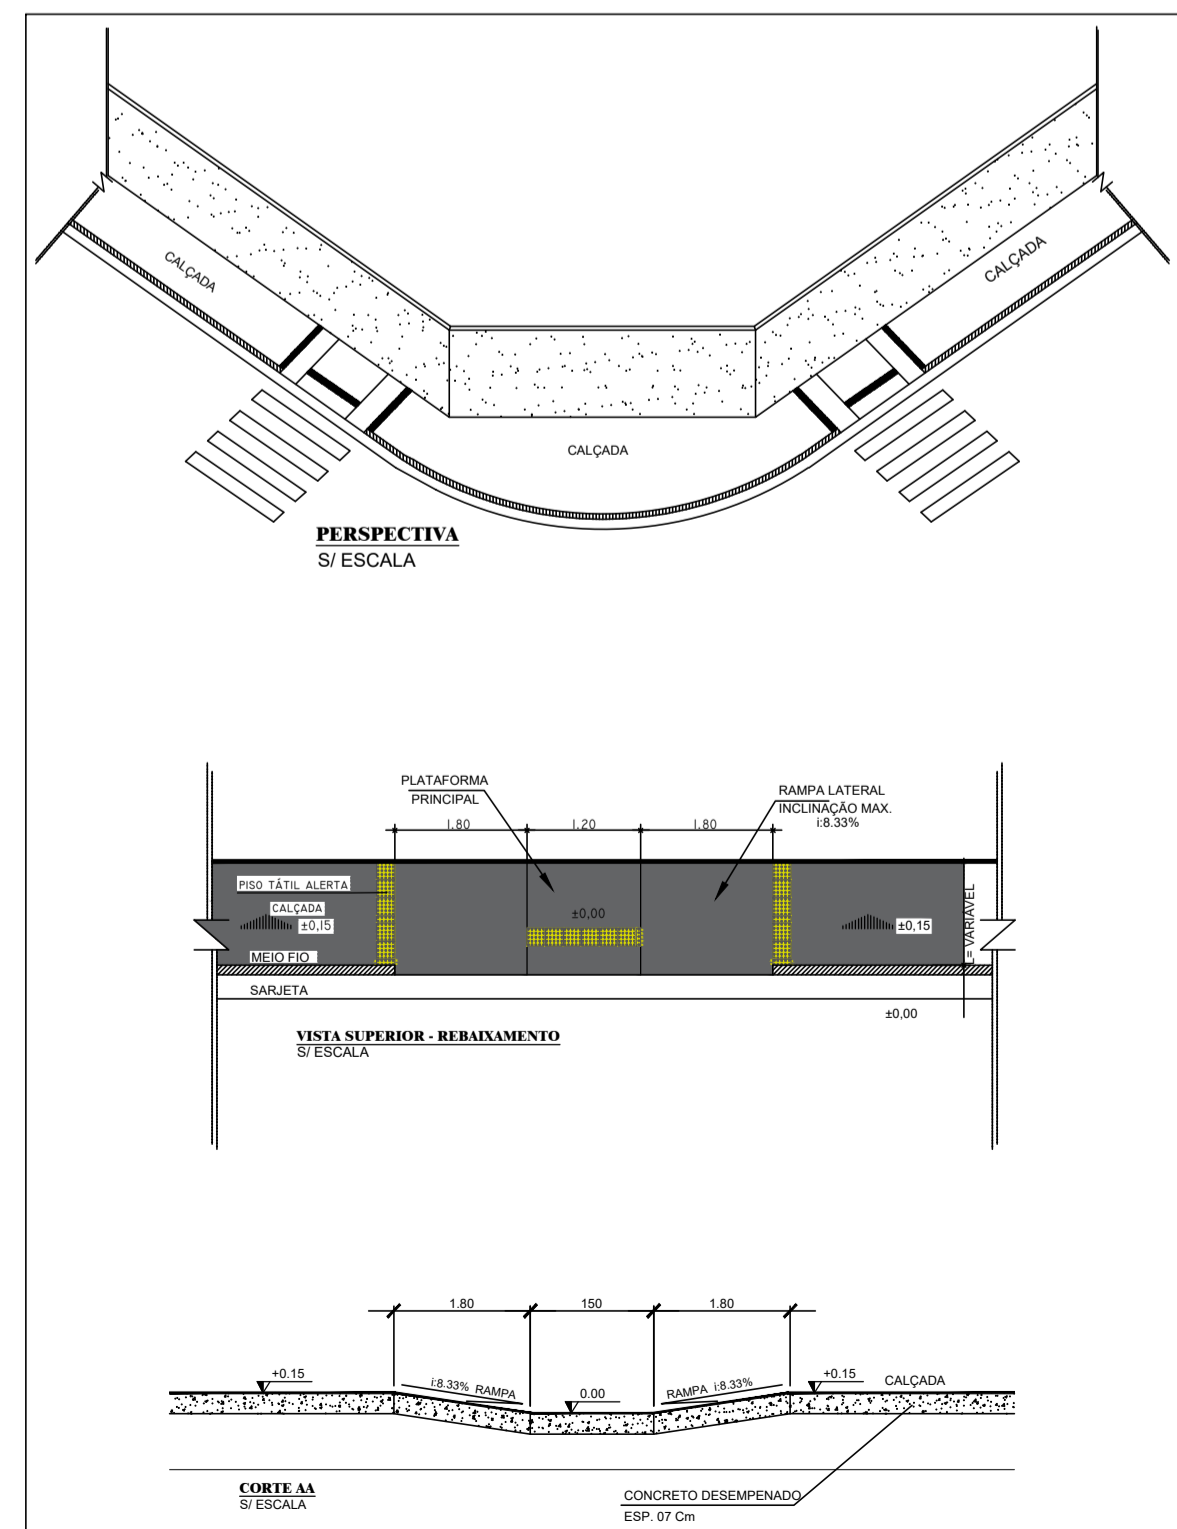 CALÇADA
CALÇADA
CALÇADA
PERSPECTIVA
S/ ESCALA
PLATAFORMA
PRINCIPAL
RAMPA LATERAL
INCLINAÇÃO MAX.
i:8.33%
1.80
1.20
1.80
PISO TÁTIL ALERTA
CALÇADA
±0,15
±0,00
±0,15
L= VARIÁVEL
MEIO FIO
SARJETA
±0,00
VISTA SUPERIOR - REBAIXAMENTO
S/ ESCALA
1.80
150
1.80
+0.15
i:8.33% RAMPA
0.00
RAMPA i:8.33%
+0.15
CALÇADA
CORTE AA
S/ ESCALA
CONCRETO DESEMPENADO
ESP. 07 Cm